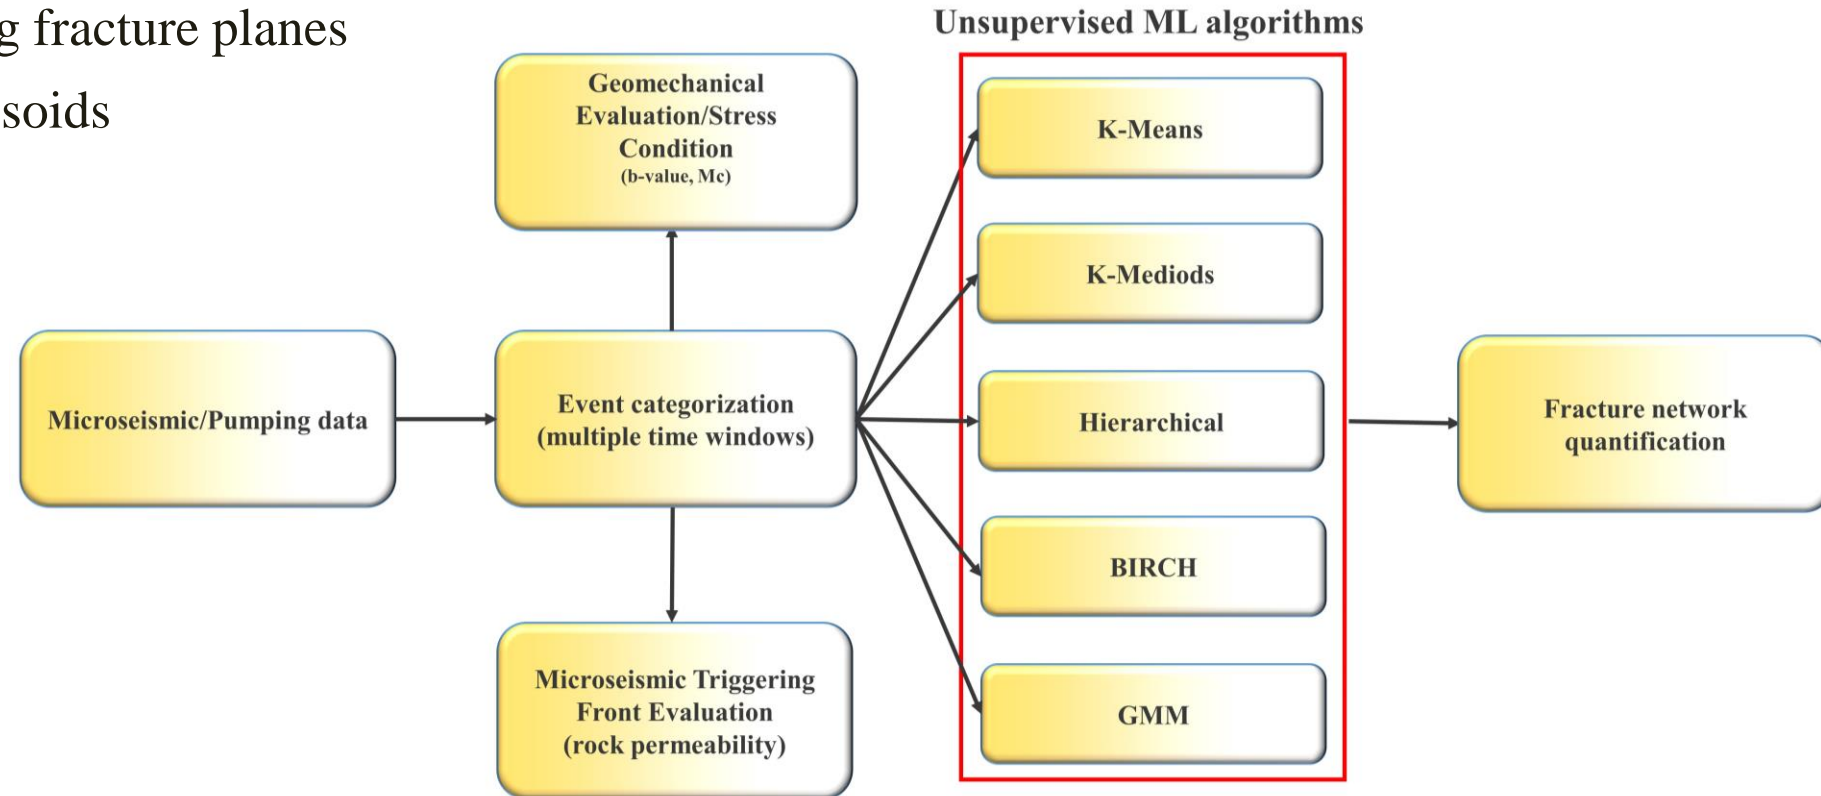 g fracture planes
soids
Unsupervised ML algorithms
Geomechanical
Evaluation/Stress
Condition
(b-value, Mc)
K-Means
K-Mediods
Microseismic/Pumping data
Event categorization
(multiple time windows)
Hierarchical
Fracture network
quantification
BIRCH
Microseismic Triggering
Front Evaluation
(rock permeability)
GMM